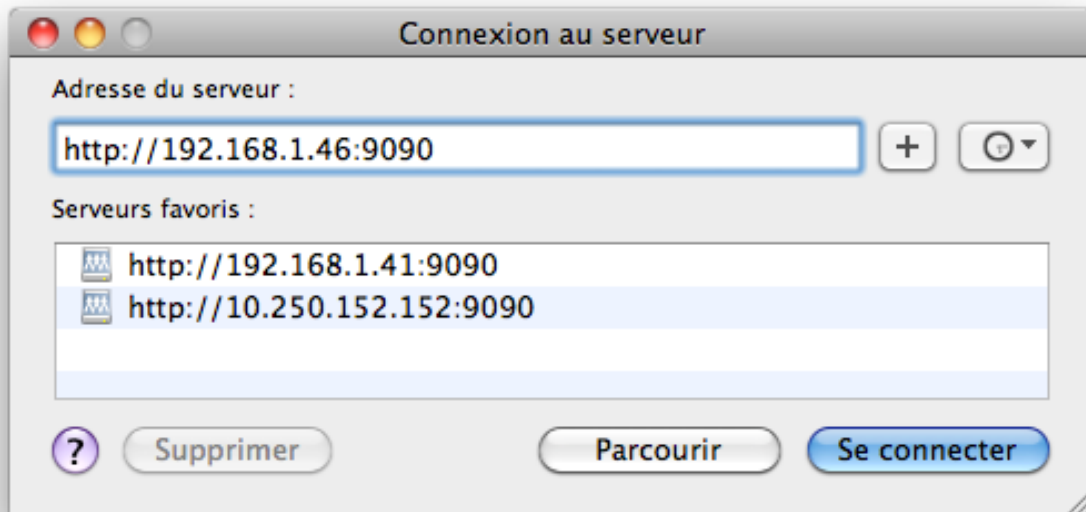 Connexion au serveur
Adresse du serveur :
http://192.168.1.46:9090
+
Serveurs favoris :
http://192.168.1.41:9090
http://10.250.152.152:9090
? Supprimer Parcourir Se connecter